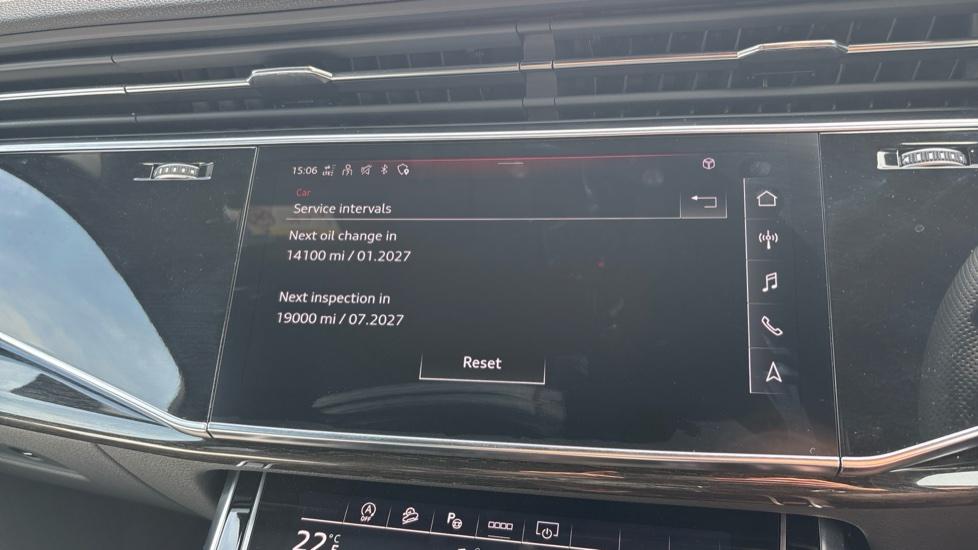 15:06
Car
Service intervals
Next oil change in
14100 mi / 01.2027
Next inspection in
19000 mi / 07.2027
Reset
A
OFF
P
22°C